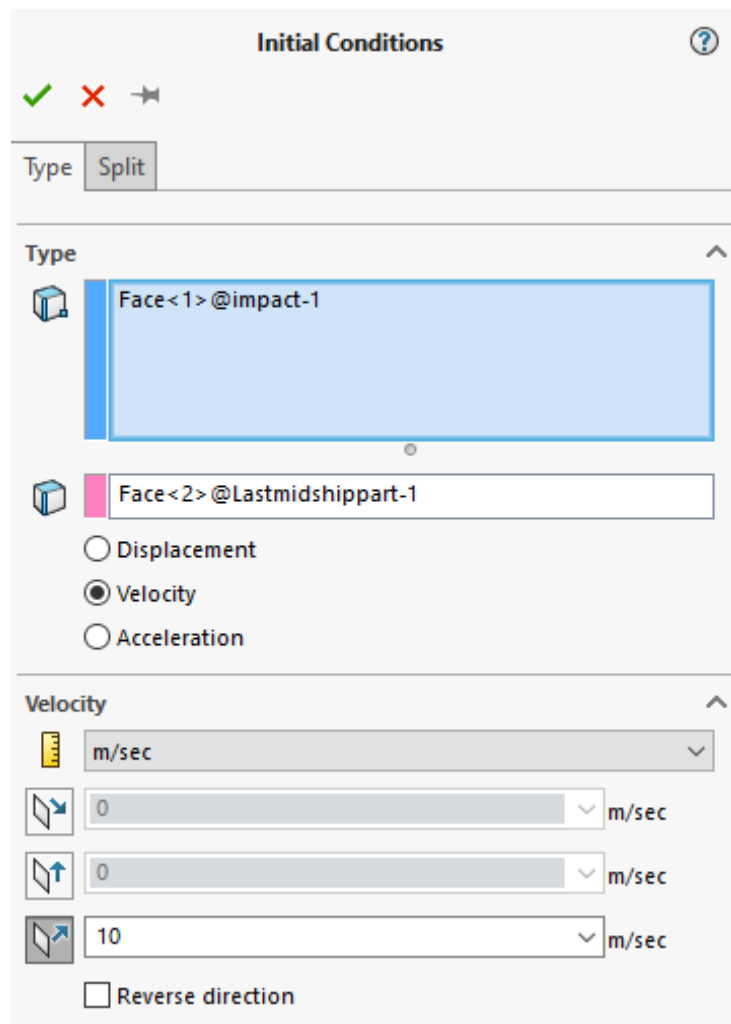 Initial Conditions
Type Split
Type
Face<1>@impact-1
Face<2>@Lastmidshippart-1
Displacement
Velocity
Acceleration
Velocity
m/sec
0 m/sec
0 m/sec
10 m/sec
Reverse direction